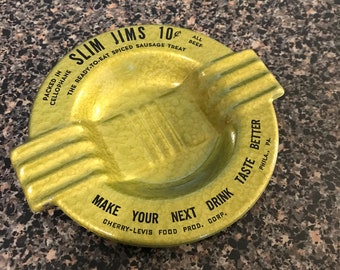 PACKED IN
CELLOPHANE
SLIM JIMS 10¢
ALL
BEEF
THE READY-TO-EAT SPICED SAUSAGE TREAT
MAKE YOUR NEXT DRINK TASTE BETTER
CHERRY-LEVIS FOOD PROD. CORP.
PHILA., PA.